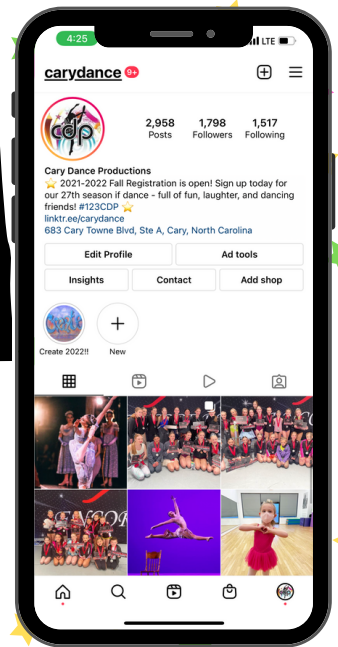 4:25
LTE
carydance 9+
cdp
2,958 1,798 1,517
Posts Followers Following
Cary Dance Productions
⭐ 2021-2022 Fall Registration is open! Sign up today for
our 27th season if dance - full of fun, laughter, and dancing
friends! #123CDP ⭐
linktr.ee/carydance
683 Cary Towne Blvd, Ste A, Cary, North Carolina
Edit Profile Ad tools
Insights Contact Add shop
Create 2022!! New